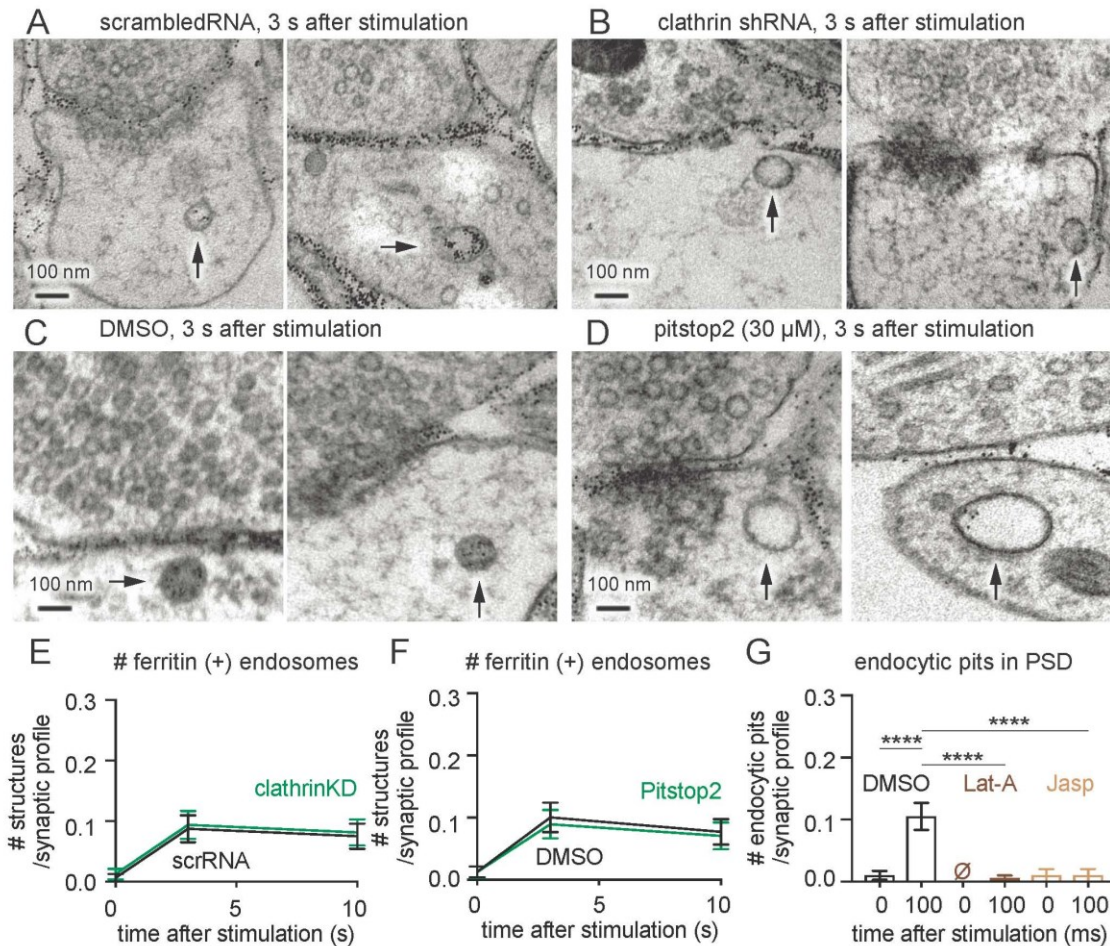 A scrambledRNA, 3 s after stimulation
B clathrin shRNA, 3 s after stimulation
100 nm
100 nm
C DMSO, 3 s after stimulation
D pitstop2 (30 µM), 3 s after stimulation
100 nm
100 nm
E # ferritin (+) endosomes
# structures
/synaptic profile
0.3
0.2
0.1
0.0
clathrinKD
scrRNA
0 5 10
time after stimulation (s)
F # ferritin (+) endosomes
# structures
/synaptic profile
0.3
0.2
0.1
0.0
Pitstop2
DMSO
0 5 10
time after stimulation (s)
G endocytic pits in PSD
# endocytic pits
/synaptic profile
0.3
0.2
0.1
0.0
****
****
****
DMSO Lat-A Jasp
Ø
0 100 0 100 0 100
time after stimulation (ms)